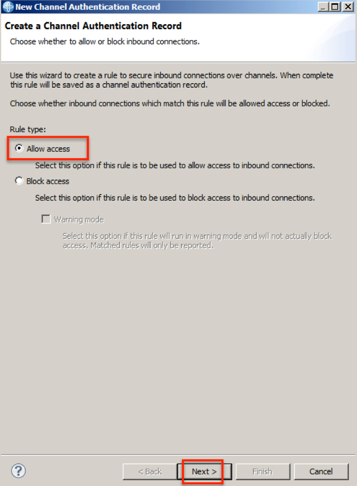 New Channel Authentication Record
Create a Channel Authentication Record
Choose whether to allow or block inbound connections.
Use this wizard to create a rule to secure inbound connections over channels. When complete
this rule will be saved as a channel authentication record.
Choose whether inbound connections which match this rule will be allowed access or blocked.
Rule type:
Allow access
Select this option if this rule is to be used to allow access to inbound connections.
Block access
Select this option if this rule is to be used to block access to inbound connections.
Warning mode
Select this option if this rule will run in warning mode and will not actually block
access. Matched rules will only be reported.
?
< Back
Next >
Finish
Cancel